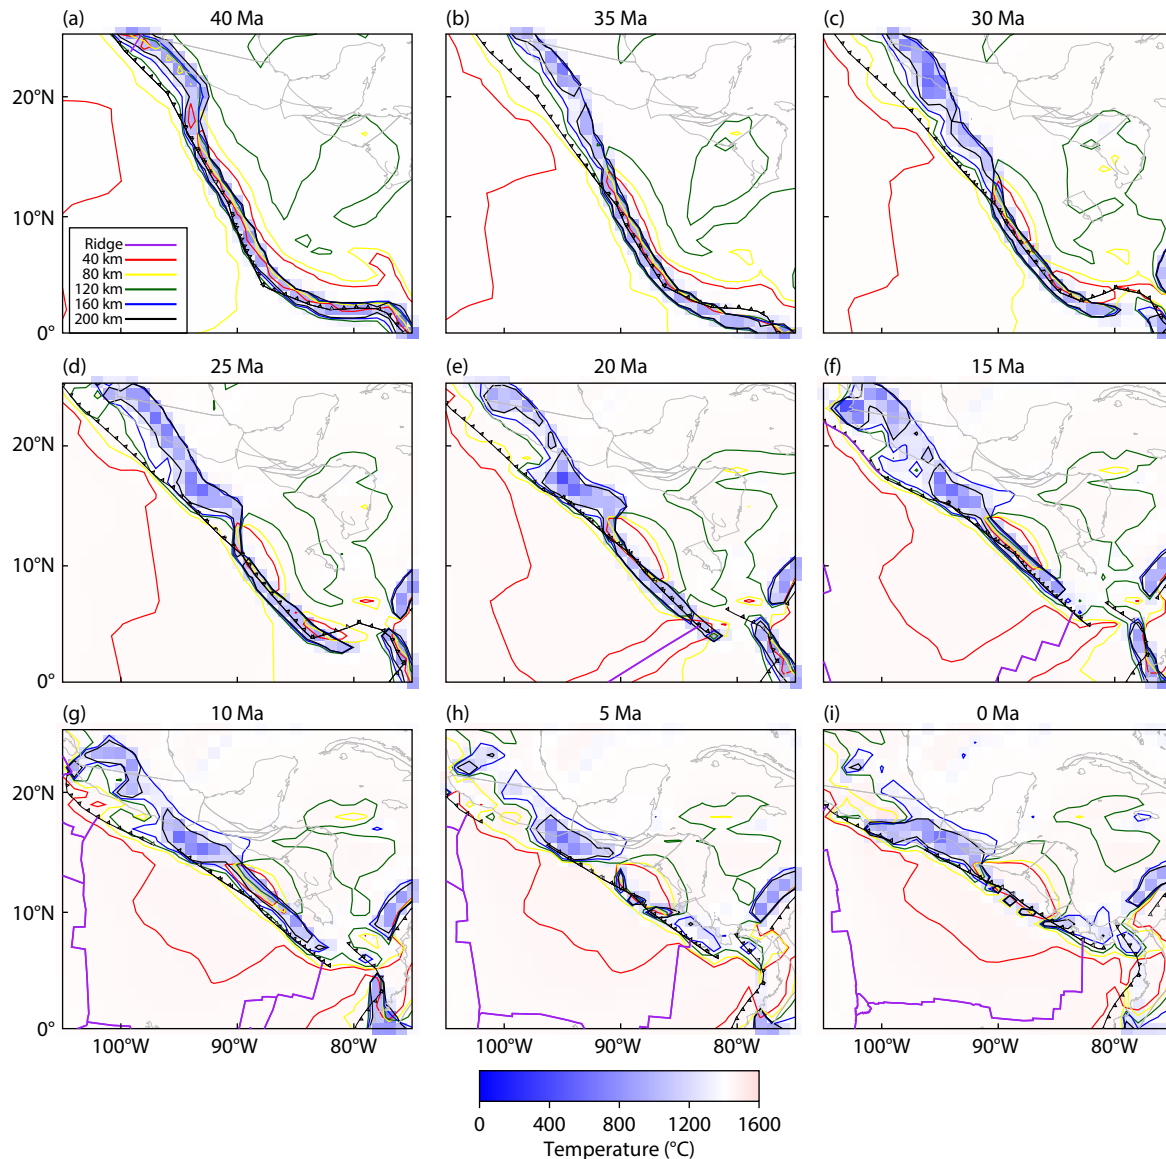 (a) 40 Ma
(b) 35 Ma
(c) 30 Ma
20°N
10°N
0°
Ridge
40 km
80 km
120 km
160 km
200 km
(d) 25 Ma
(e) 20 Ma
(f) 15 Ma
20°N
10°N
0°
(g) 10 Ma
(h) 5 Ma
(i) 0 Ma
20°N
10°N
0°
100°W 90°W 80°W
100°W 90°W 80°W
100°W 90°W 80°W
0 400 800 1200 1600
Temperature (°C)